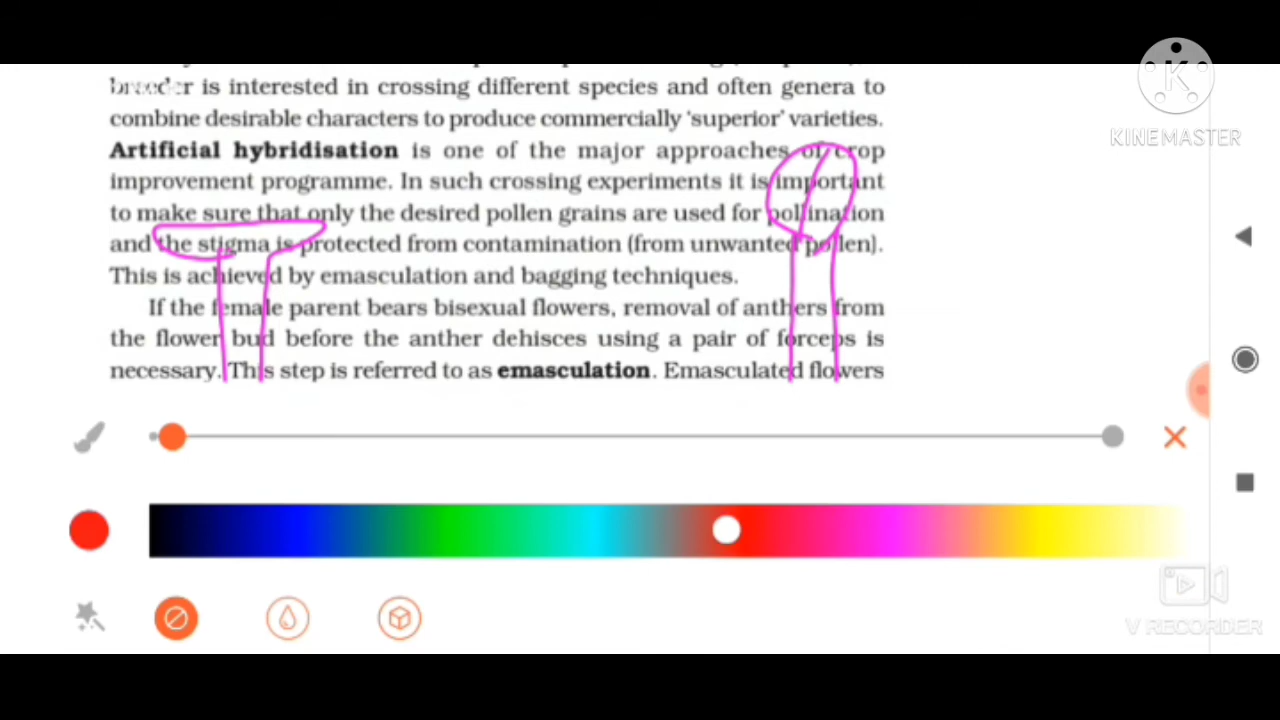 breeder is interested in crossing different species and often genera to
combine desirable characters to produce commercially 'superior' varieties.
Artificial hybridisation is one of the major approaches of crop
improvement programme. In such crossing experiments it is important
to make sure that only the desired pollen grains are used for pollination
and the stigma is protected from contamination (from unwanted pollen).
This is achieved by emasculation and bagging techniques.
If the female parent bears bisexual flowers, removal of anthers from
the flower bud before the anther dehisces using a pair of forceps is
necessary. This step is referred to as emasculation. Emasculated flowers
K
KINEMASTER
V RECORDER